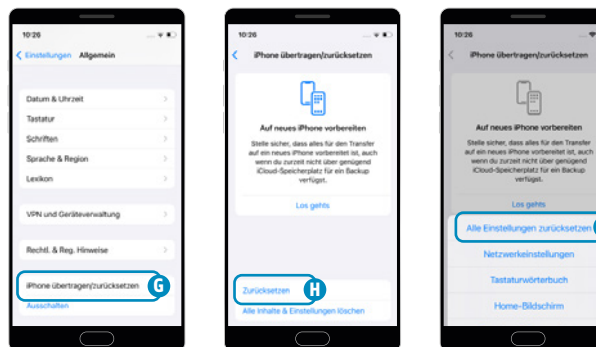 10:26
Einstellungen Allgemein
Datum & Uhrzeit
Tastatur
Schriften
Sprache & Region
Lexikon
VPN und Geräteverwaltung
Rechtl. & Reg. Hinweise
iPhone übertragen/zurücksetzen
G
Ausschalten
10:26
iPhone übertragen/zurücksetzen
Auf neues iPhone vorbereiten
Stelle sicher, dass alles für den Transfer
auf ein neues iPhone vorbereitet ist, auch
wenn du zurzeit nicht über genügend
iCloud-Speicherplatz für ein Backup
verfügst.
Los gehts
Zurücksetzen
H
Alle Inhalte & Einstellungen löschen
10:26
iPhone übertragen/zurücksetzen
Auf neues iPhone vorbereiten
Stelle sicher, dass alles für den Transfer
auf ein neues iPhone vorbereitet ist, auch
wenn du zurzeit nicht über genügend
iCloud-Speicherplatz für ein Backup
verfügst.
Los gehts
Alle Einstellungen zurücksetzen
Netzwerkeinstellungen
Tastaturwörterbuch
Home-Bildschirm